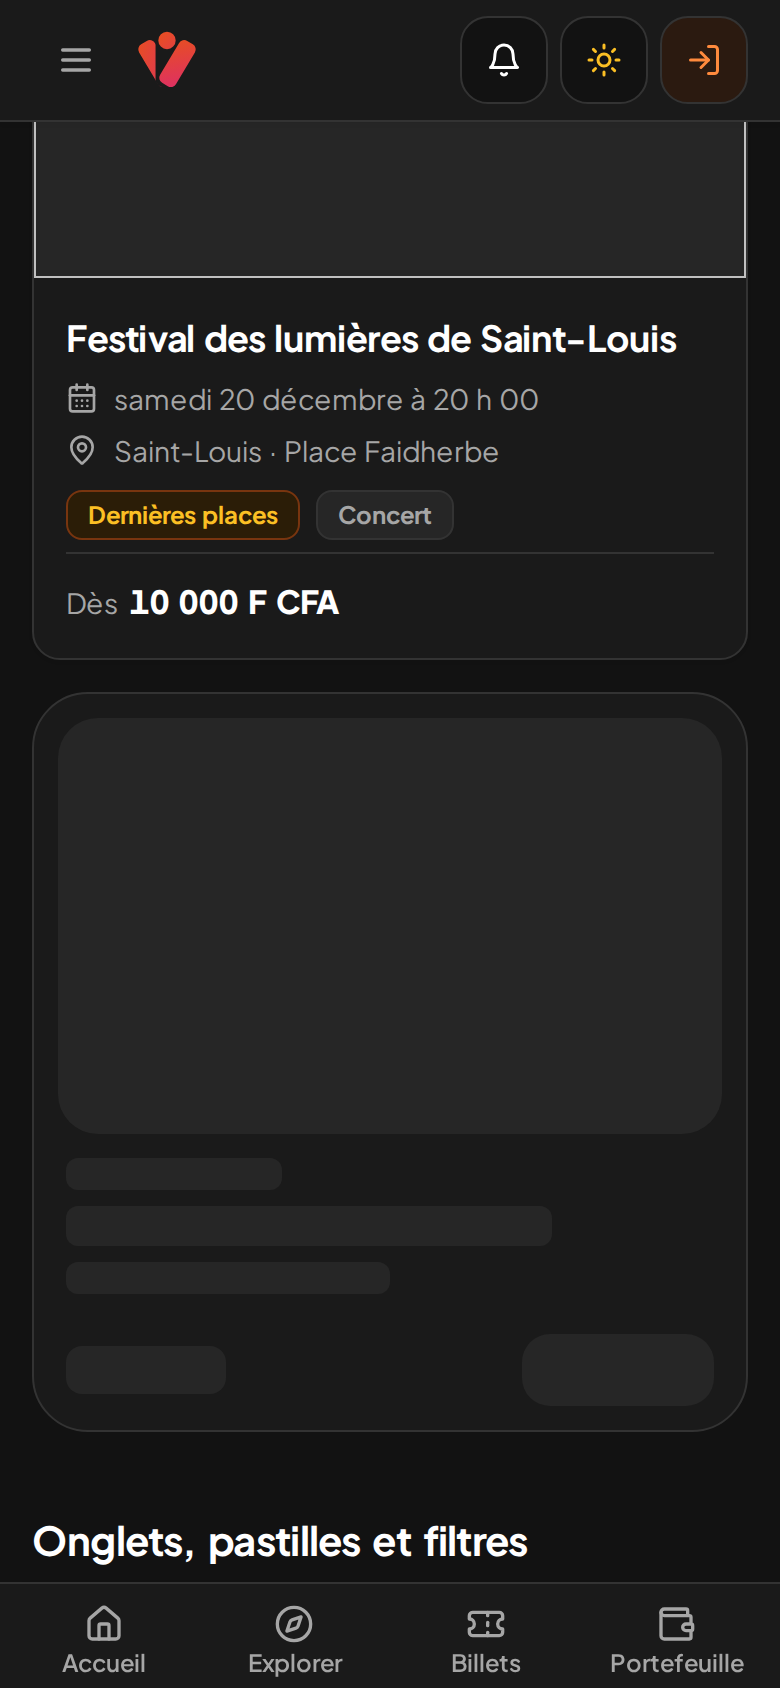 Festival des lumières de Saint-Louis
samedi 20 décembre à 20 h 00
Saint-Louis · Place Faidherbe
Dernières places
Concert
Dès 10 000 F CFA
Onglets, pastilles et filtres
Accueil
Explorer
Billets
Portefeuille